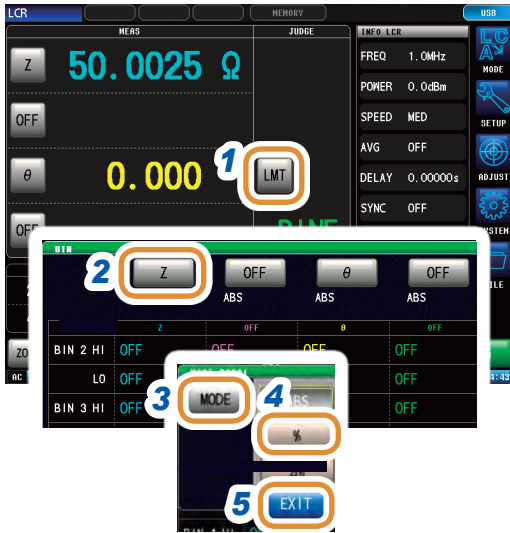 LCR MEMORY USB
MEAS JUDGE INFO LCR
Z 50.0025 Ω
FREQ 1.0MHz
MODE
POWER 0.0dBm
OFF
SPEED MED
SETUP
AVG OFF
1
θ 0.000 LMT
DELAY 0.00000s
ADJUST
SYNC OFF
OFF
BIN
2 Z OFF θ OFF
ABS ABS ABS
Z OFF θ OFF
BIN 2 HI OFF OFF OFF OFF
LO OFF
BIN 3 HI OFF OFF
AC
3 MODE 4 ABS
%
5 EXIT